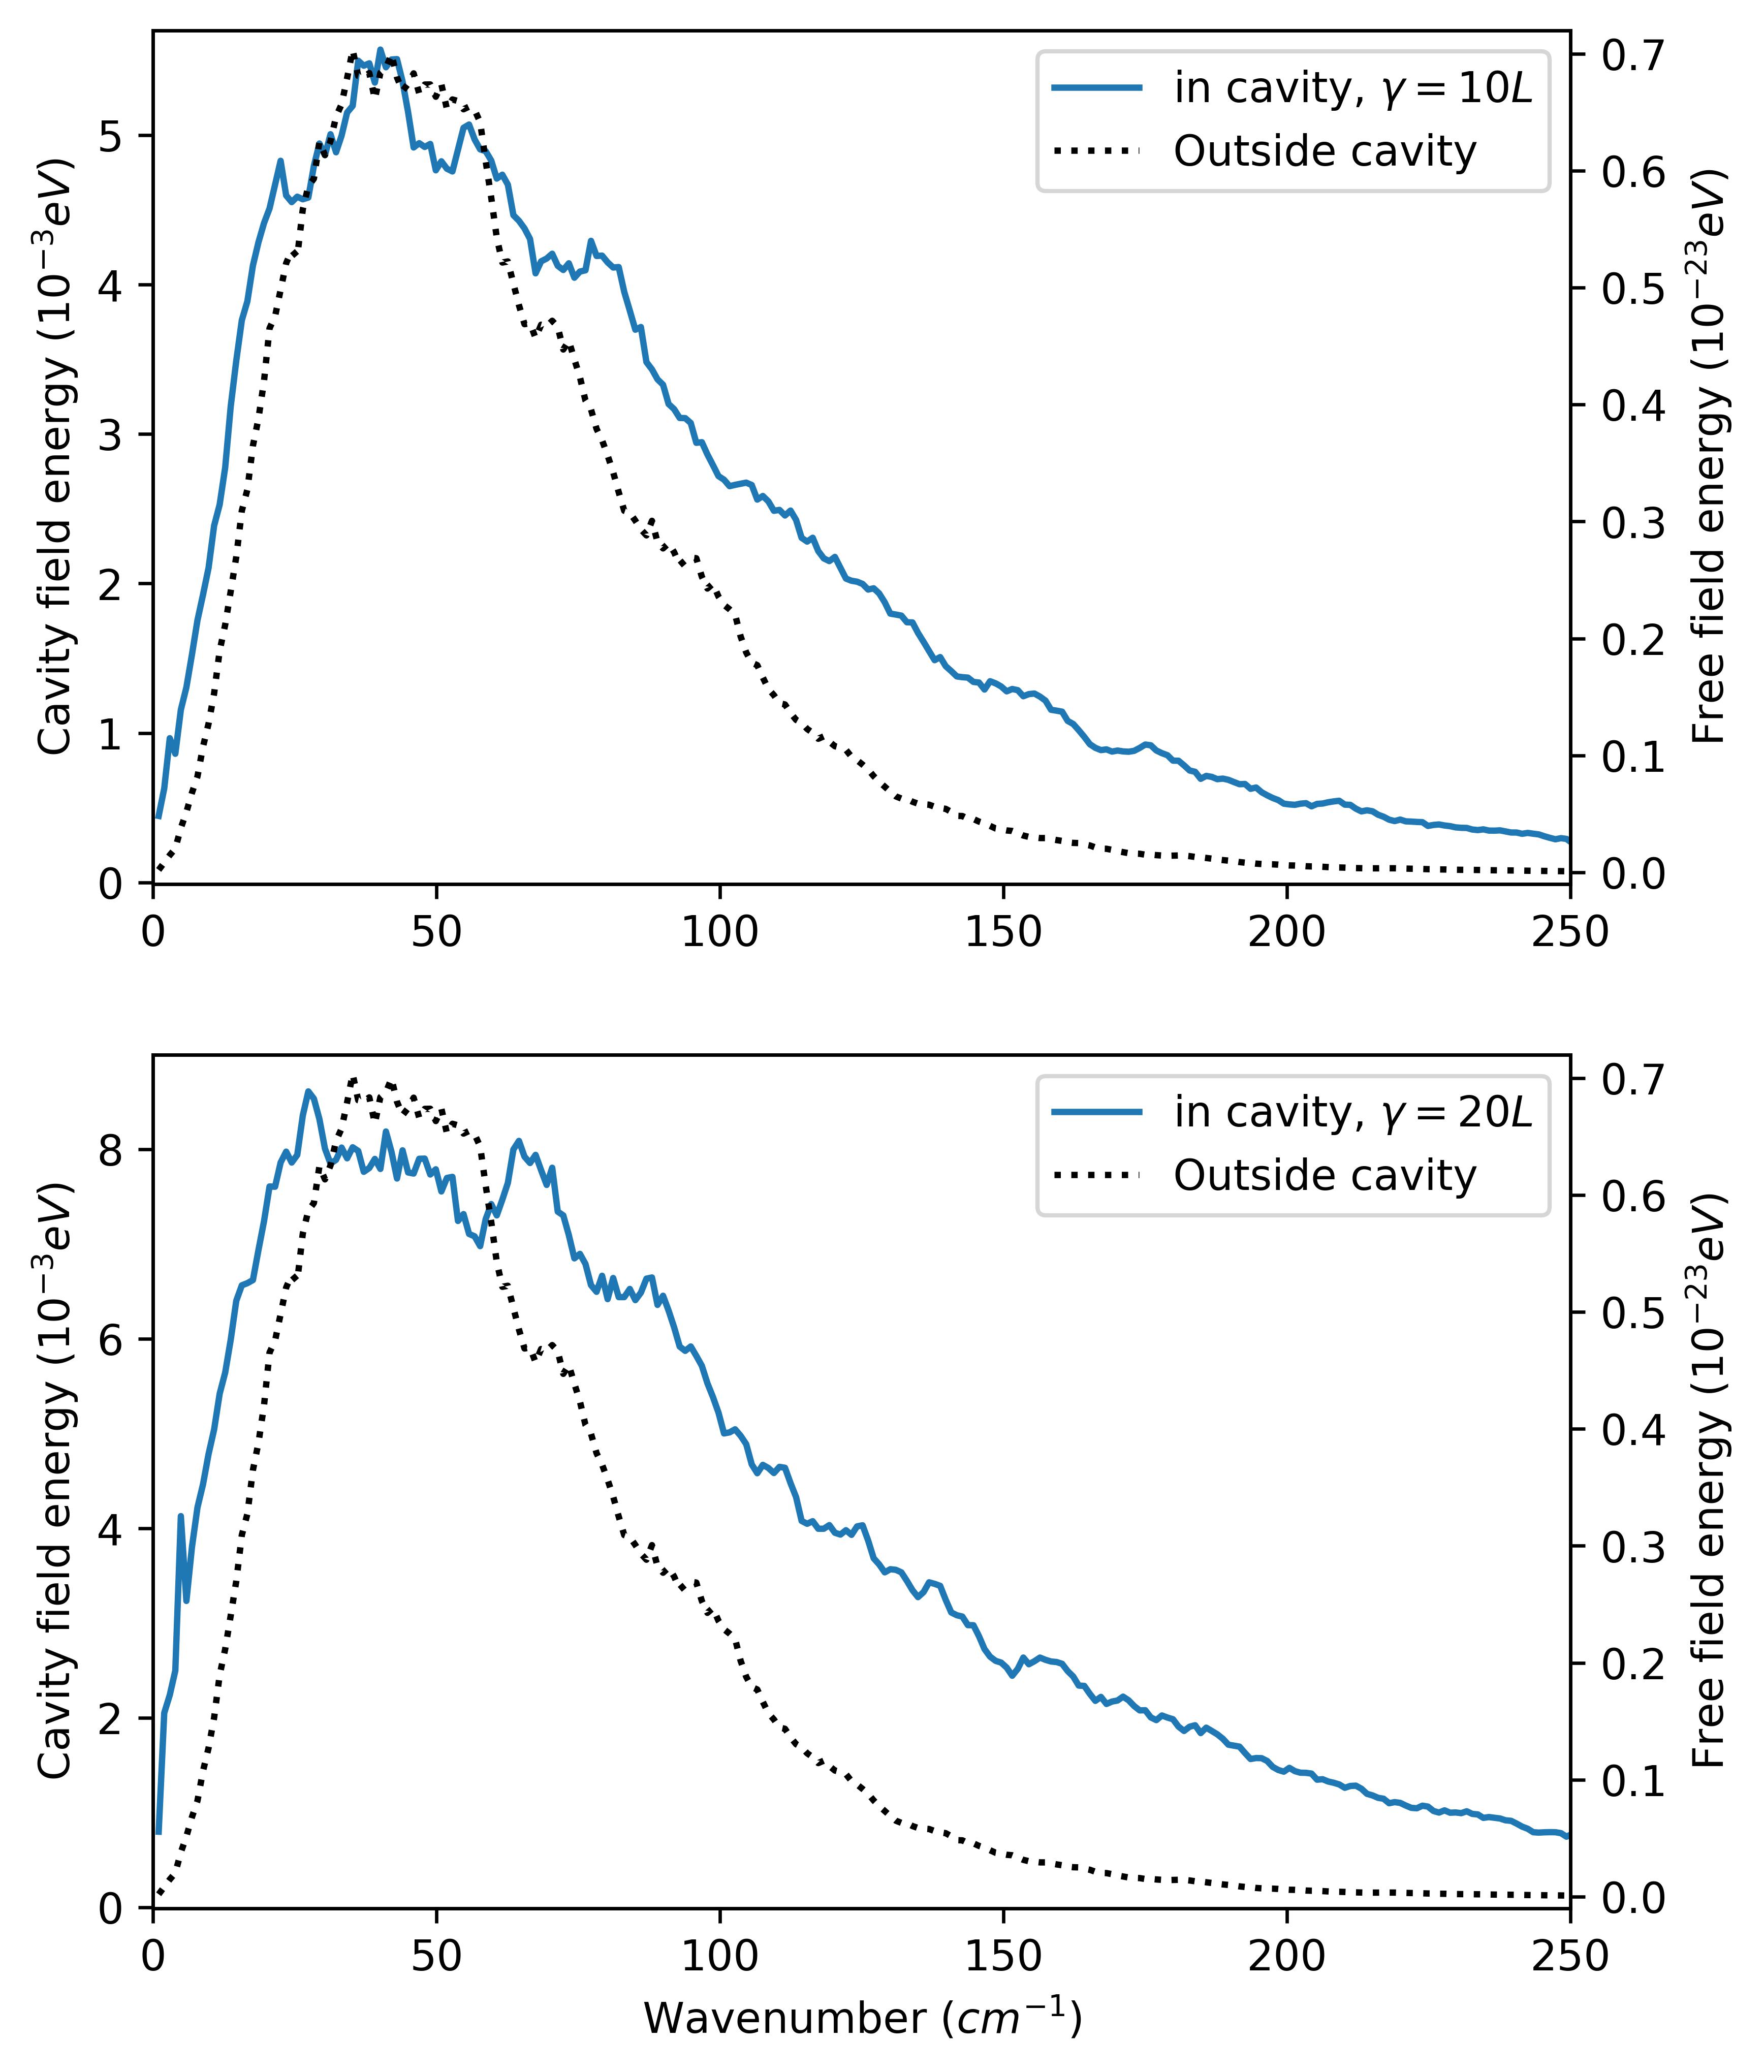 Cavity field energy (10⁻³eV)
5
4
3
2
1
0
in cavity, γ = 10L
Outside cavity
0.7
0.6
0.5
0.4
0.3
0.2
0.1
0.0
Free field energy (10⁻²³eV)
0 50 100 150 200 250
Cavity field energy (10⁻³eV)
8
6
4
2
0
in cavity, γ = 20L
Outside cavity
0.7
0.6
0.5
0.4
0.3
0.2
0.1
0.0
Free field energy (10⁻²³eV)
0 50 100 150 200 250
Wavenumber (cm⁻¹)